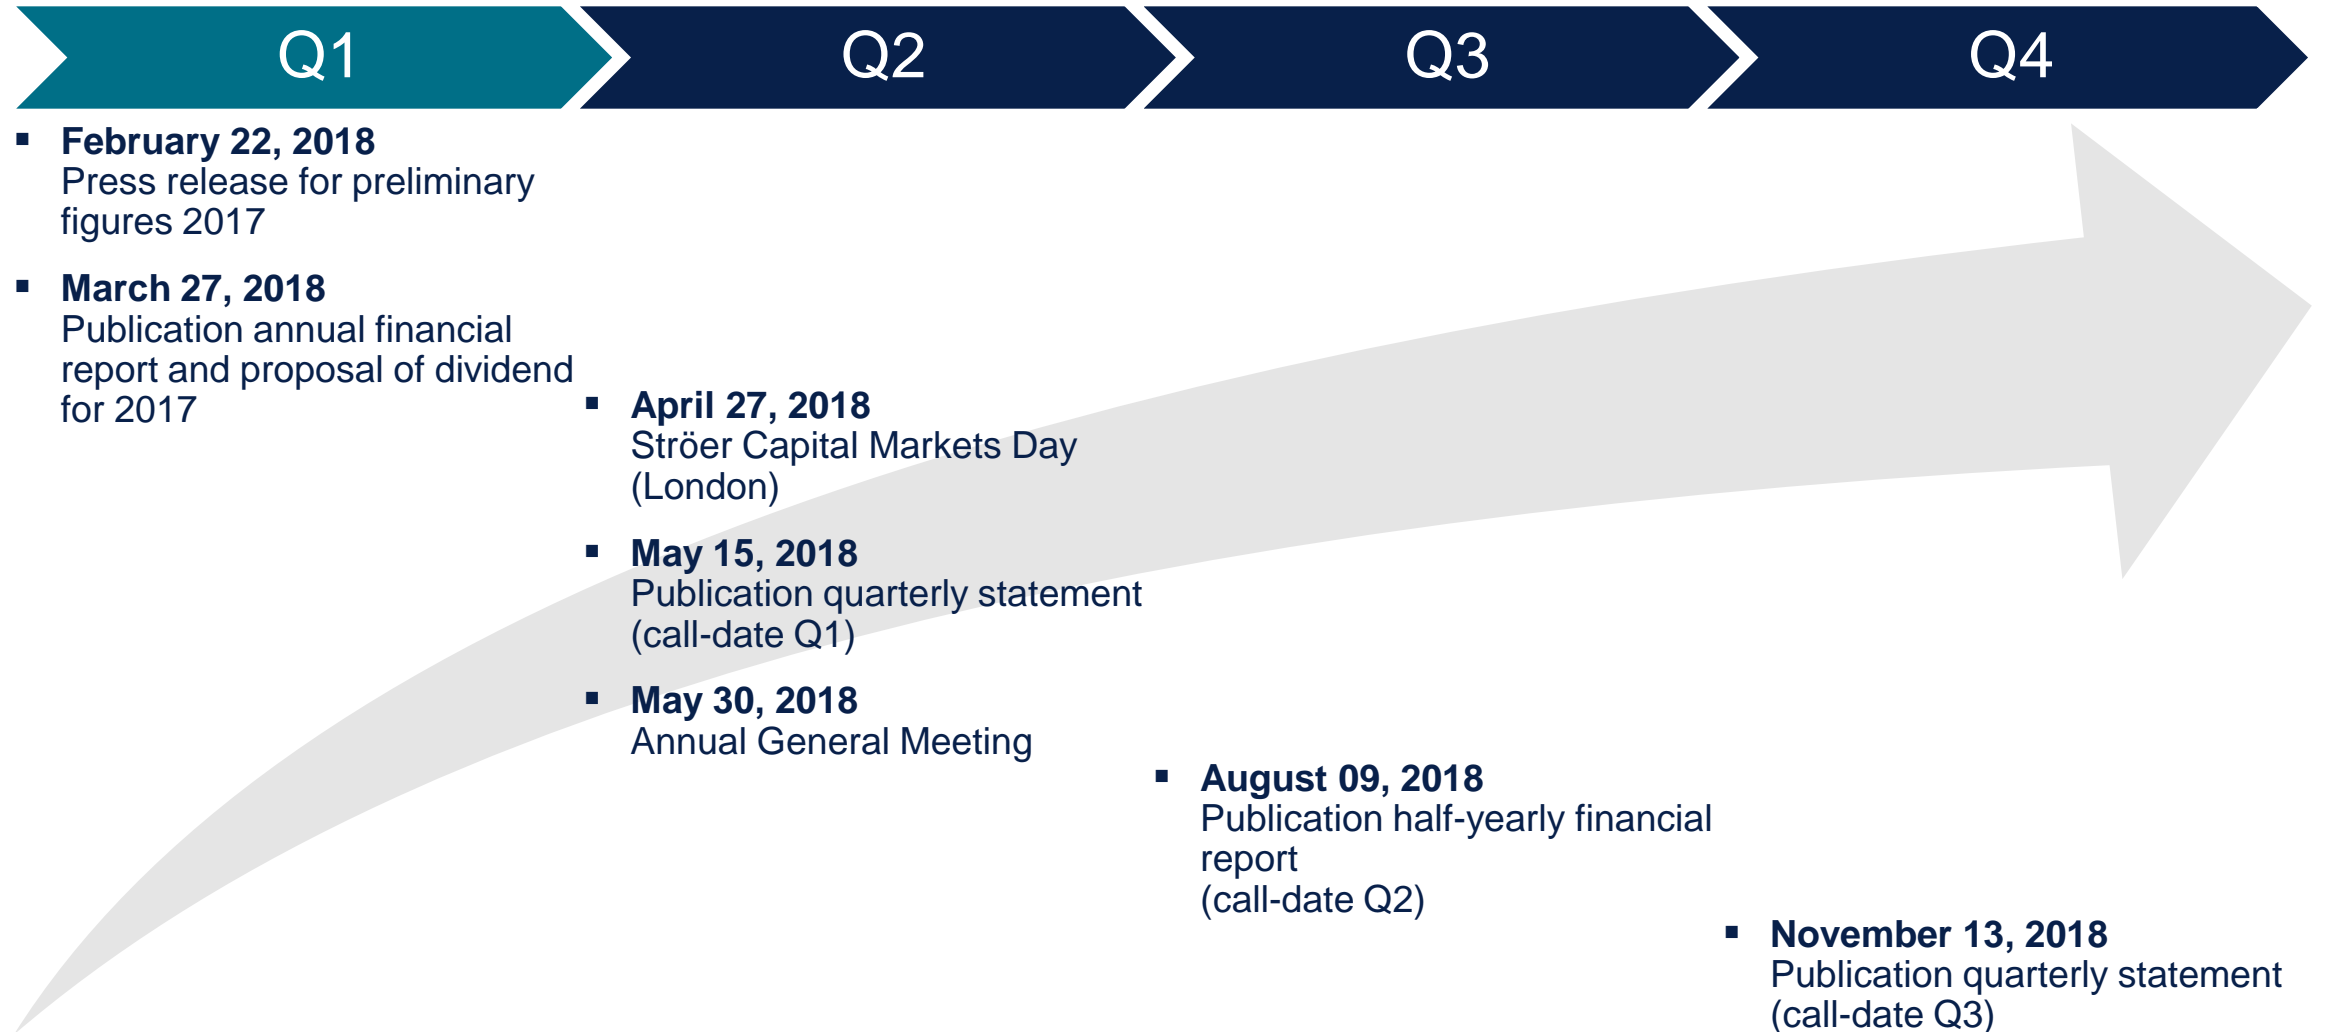 Q1
Q2
Q3
Q4
▪ February 22, 2018
Press release for preliminary
figures 2017
▪ March 27, 2018
Publication annual financial
report and proposal of dividend
for 2017
▪ April 27, 2018
Ströer Capital Markets Day
(London)
▪ May 15, 2018
Publication quarterly statement
(call-date Q1)
▪ May 30, 2018
Annual General Meeting
▪ August 09, 2018
Publication half-yearly financial
report
(call-date Q2)
▪ November 13, 2018
Publication quarterly statement
(call-date Q3)